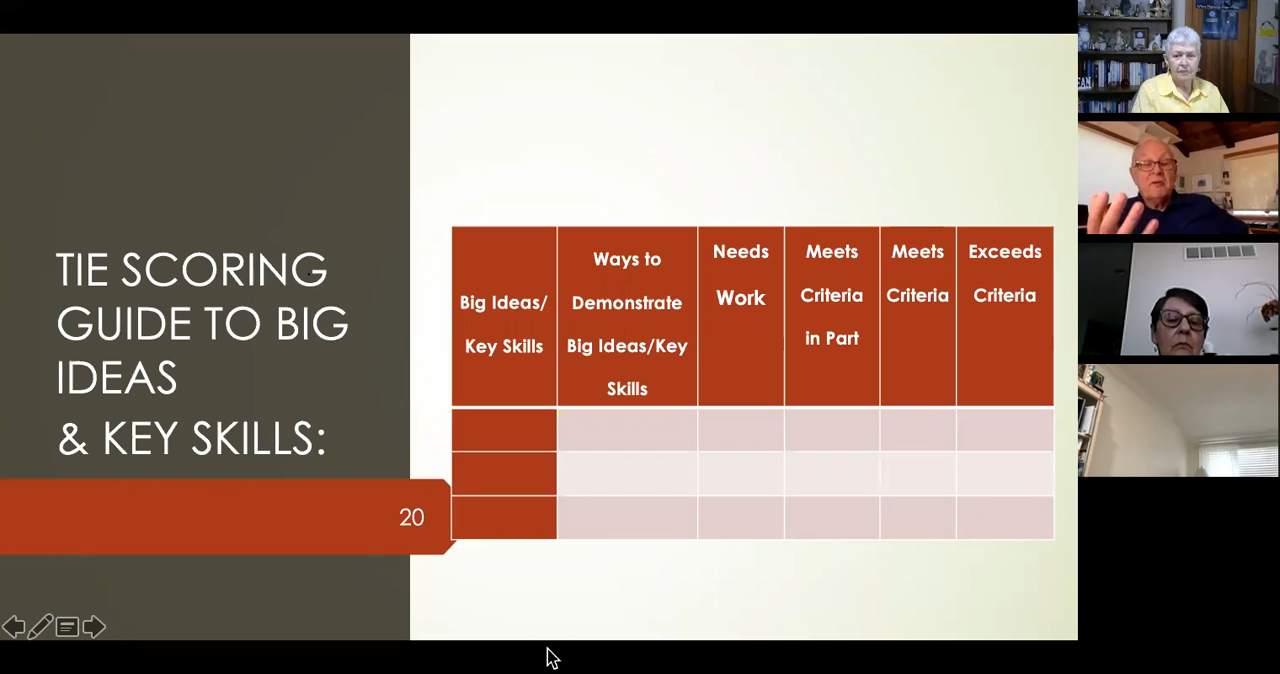 TIE SCORING
GUIDE TO BIG
IDEAS
& KEY SKILLS:
20
Big Ideas/
Key Skills
Ways to
Demonstrate
Big Ideas/Key
Skills
Needs
Work
Meets
Criteria
in Part
Meets
Criteria
Exceeds
Criteria